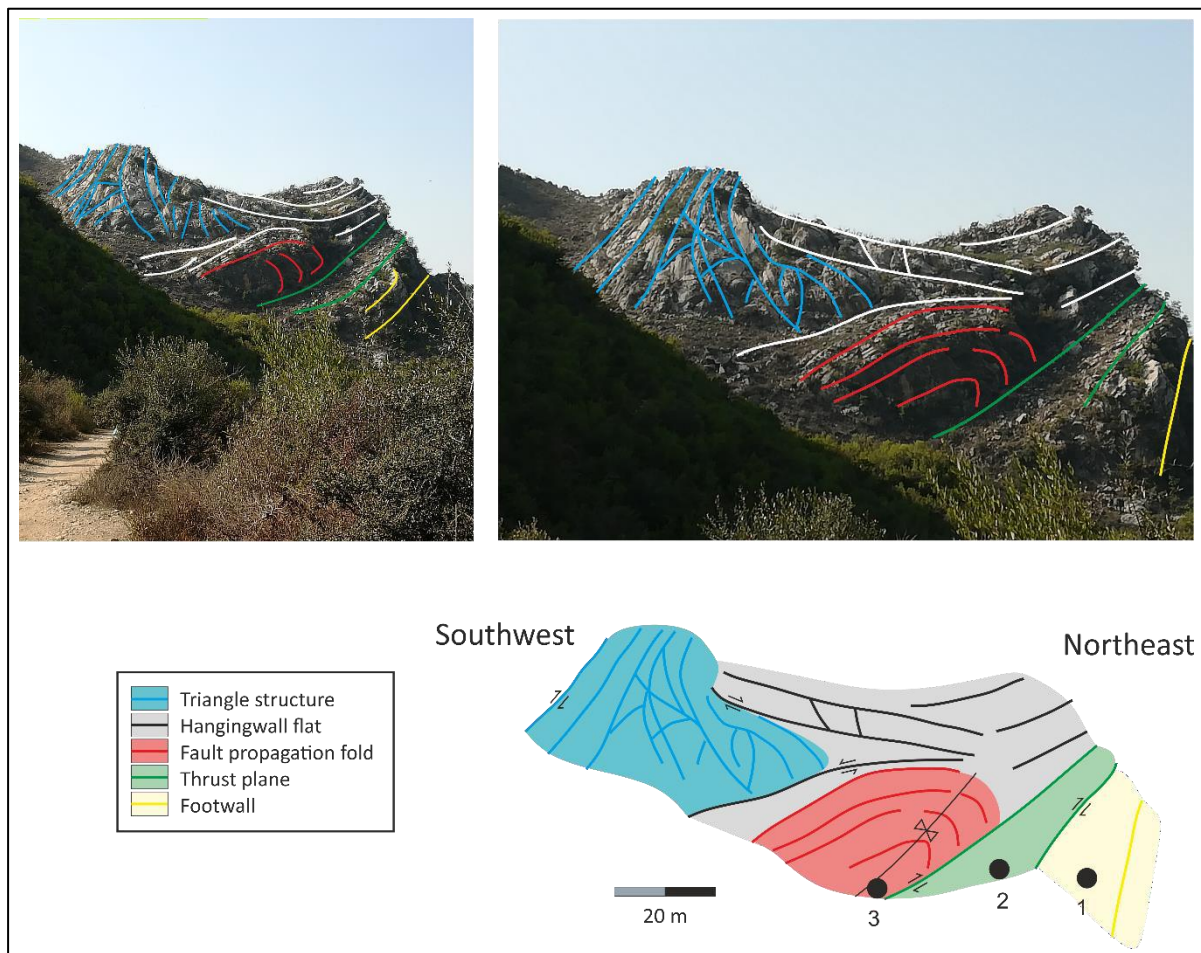 Southwest
Northeast
Triangle structure
Hangingwall flat
Fault propagation fold
Thrust plane
Footwall
20 m
3
2
1